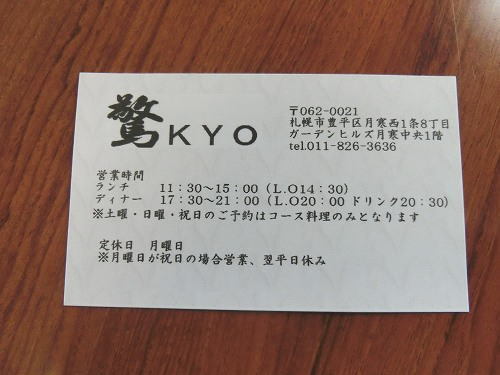 驚KYO
〒062-0021
札幌市豊平区月寒西1条8丁目
ガーデンヒルズ月寒中央1階
tel.011-826-3636
営業時間
ランチ　11：30～15：00（L.O14：30）
ディナー　17：30～21：00（L.O20：00 ドリンク20：30）
※土曜・日曜・祝日のご予約はコース料理のみとなります
定休日　月曜日
※月曜日が祝日の場合営業、翌平日休み